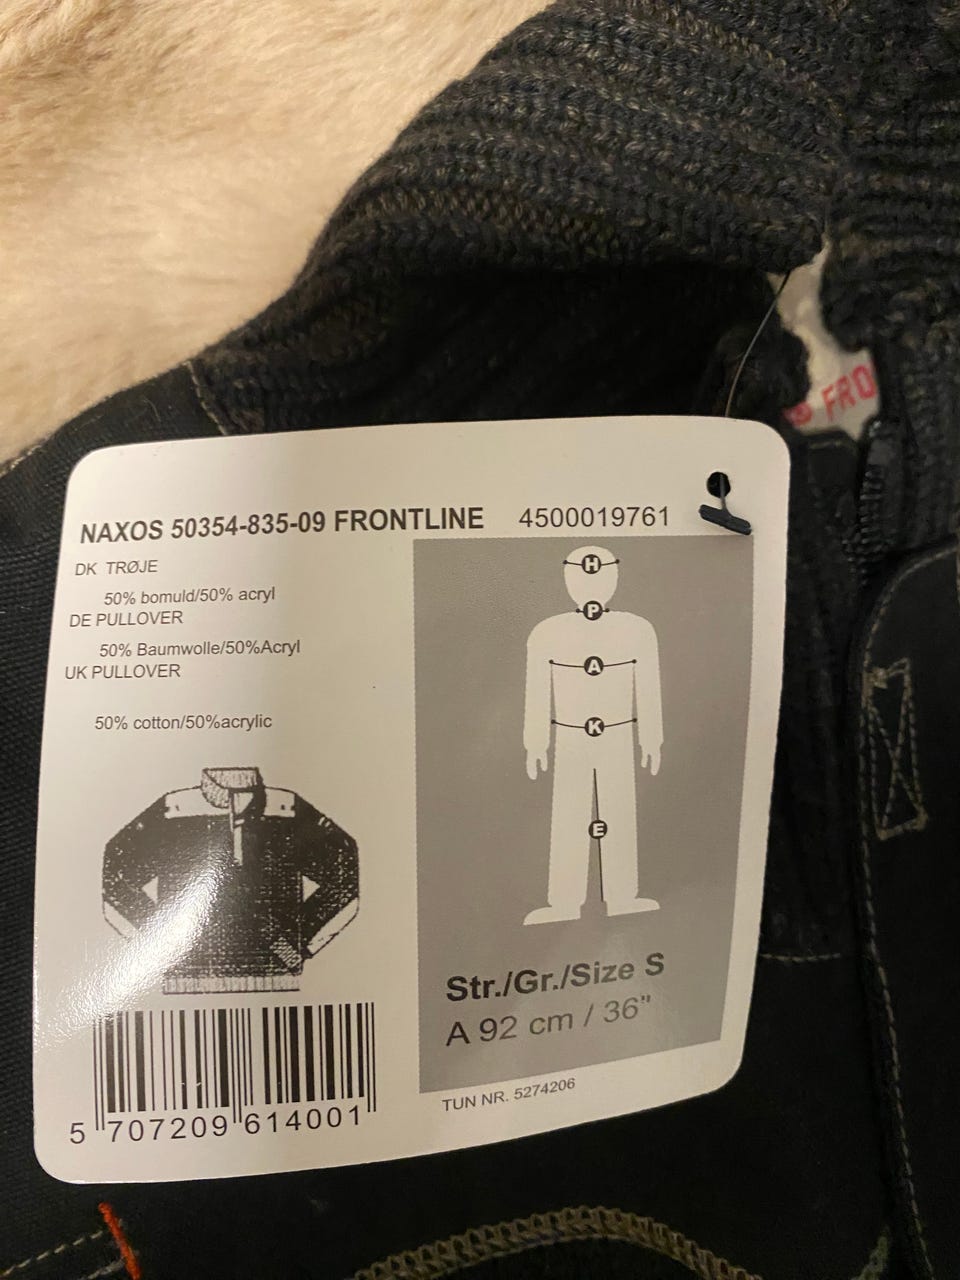 ® FRO
NAXOS 50354-835-09 FRONTLINE 4500019761
DK TRØJE
50% bomuld/50% acryl
DE PULLOVER
50% Baumwolle/50%Acryl
UK PULLOVER
50% cotton/50%acrylic
H
P
A
K
E
Str./Gr./Size S
A 92 cm / 36"
TUN NR. 5274206
5 707209 614001